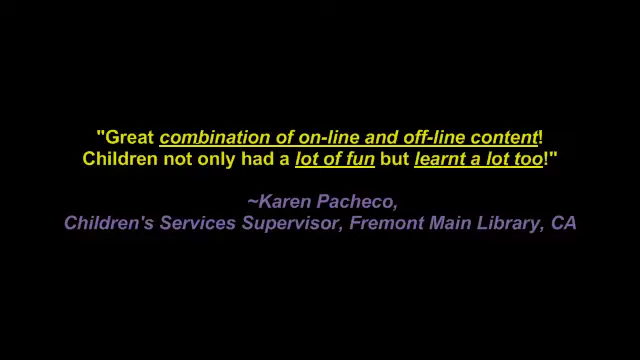 "Great combination of on-line and off-line content!
Children not only had a lot of fun but learnt a lot too!"
~Karen Pacheco,
Children's Services Supervisor, Fremont Main Library, CA